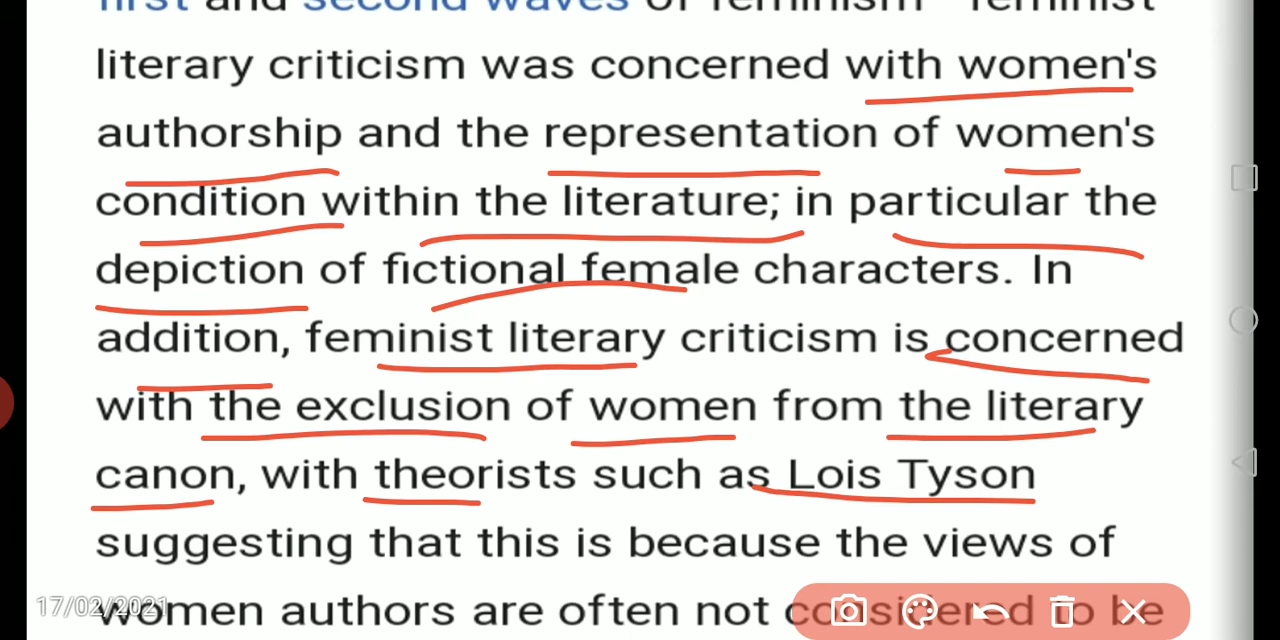 first and second waves of feminism feminist
literary criticism was concerned with women's
authorship and the representation of women's
condition within the literature; in particular the
depiction of fictional female characters. In
addition, feminist literary criticism is concerned
with the exclusion of women from the literary
canon, with theorists such as Lois Tyson
suggesting that this is because the views of
women authors are often not considered to be
17/02/2021